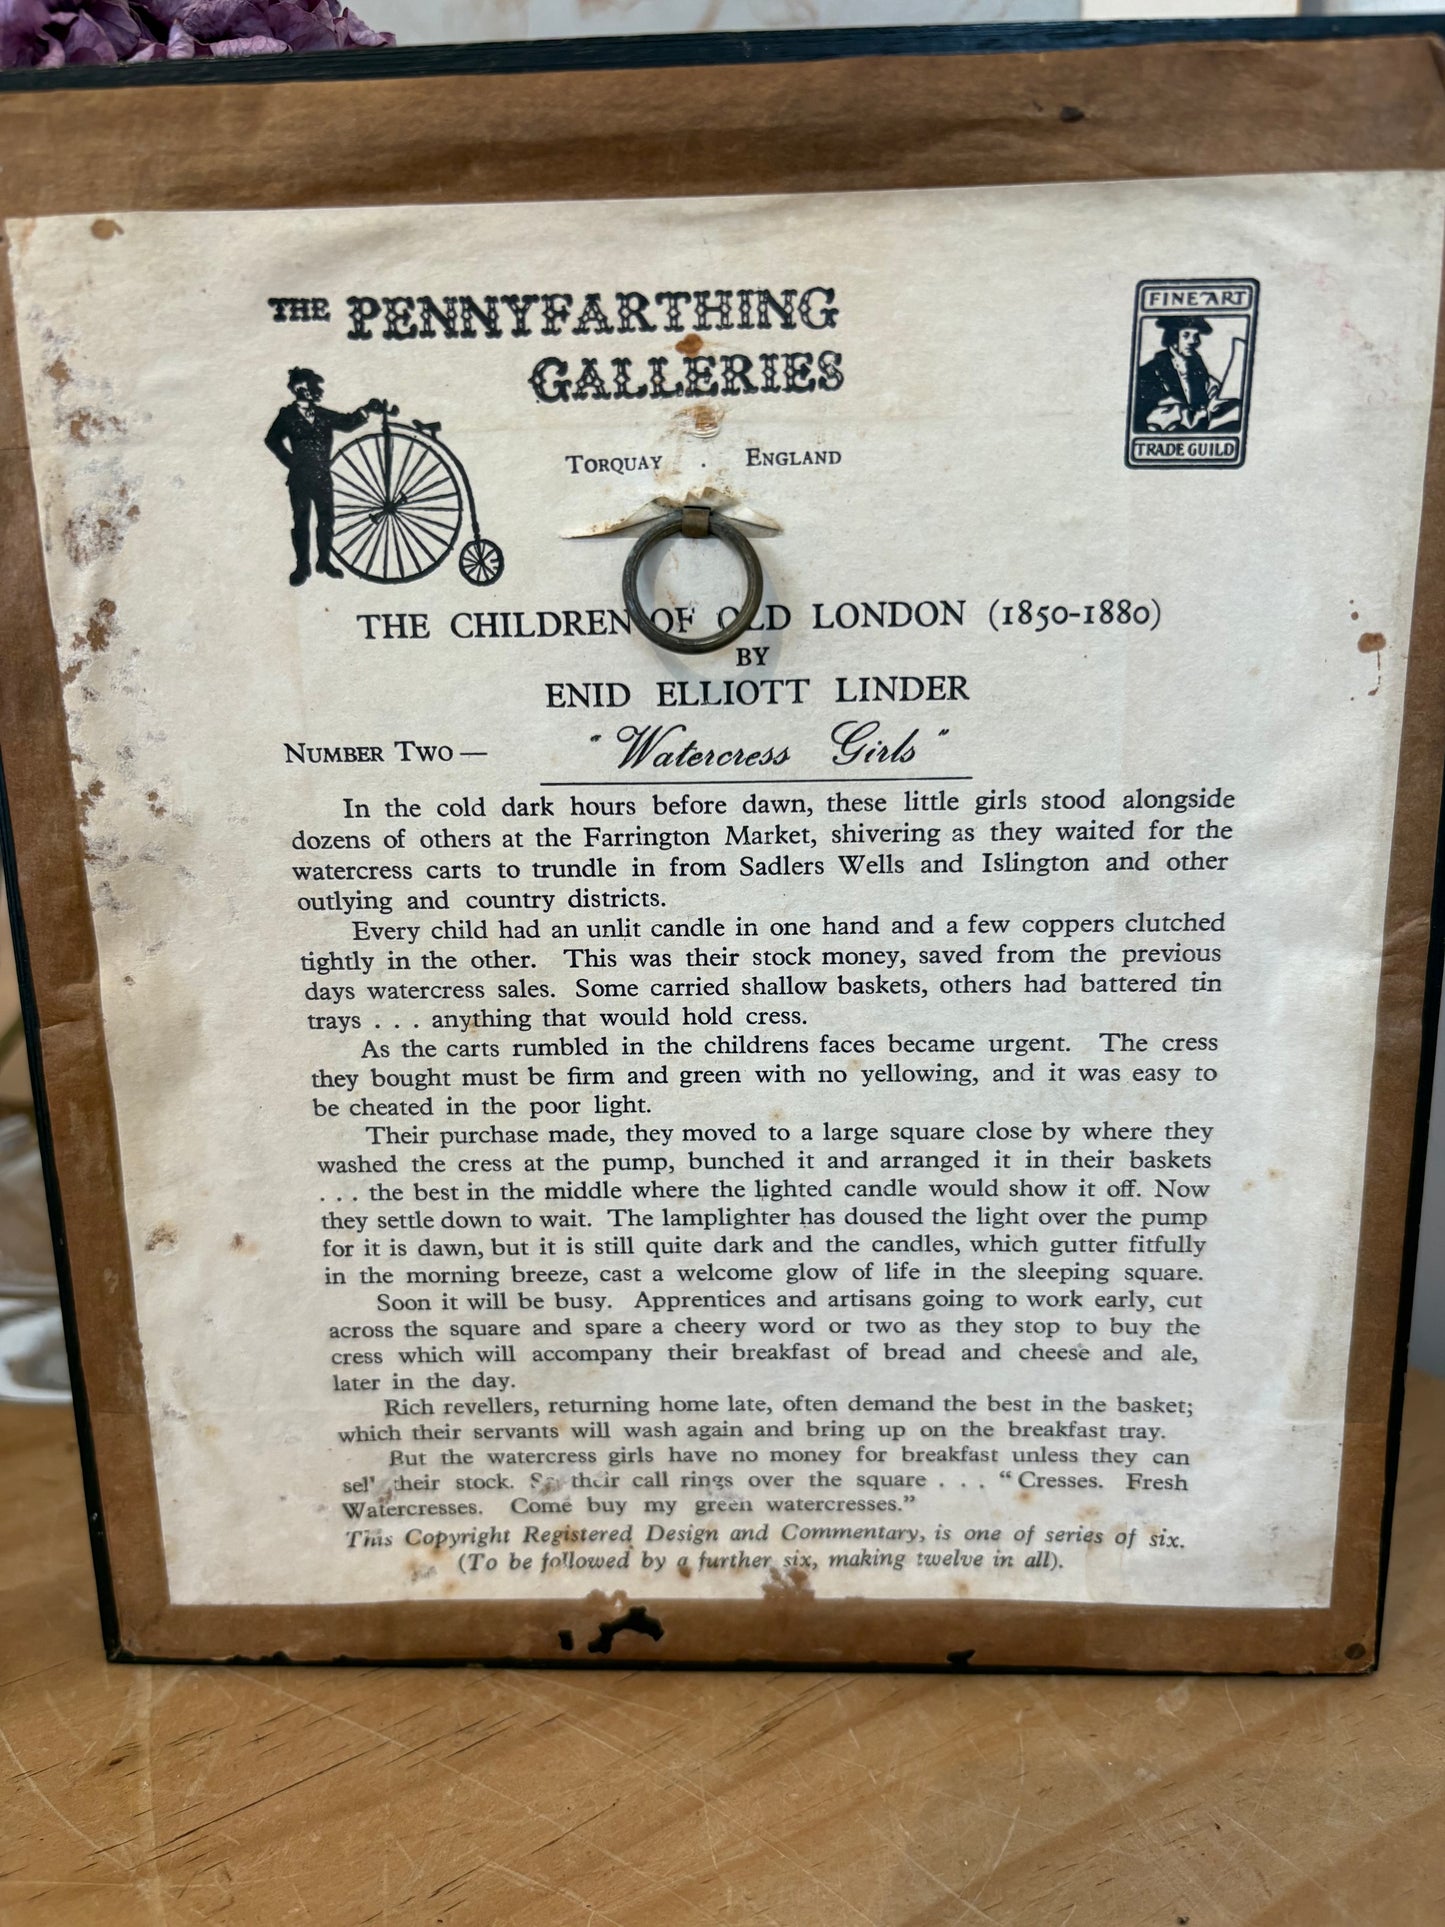 THE PENNYFARTHING
GALLERIES
TORQUAY . ENGLAND
FINE ART
TRADE GUILD
THE CHILDREN OF OLD LONDON (1850-1880)
BY
ENID ELLIOTT LINDER
NUMBER TWO — "Watercress Girls"
In the cold dark hours before dawn, these little girls stood alongside
dozens of others at the Farrington Market, shivering as they waited for the
watercress carts to trundle in from Sadlers Wells and Islington and other
outlying and country districts.
Every child had an unlit candle in one hand and a few coppers clutched
tightly in the other. This was their stock money, saved from the previous
days watercress sales. Some carried shallow baskets, others had battered tin
trays . . . anything that would hold cress.
As the carts rumbled in the childrens faces became urgent. The cress
they bought must be firm and green with no yellowing, and it was easy to
be cheated in the poor light.
Their purchase made, they moved to a large square close by where they
washed the cress at the pump, bunched it and arranged it in their baskets
. . . the best in the middle where the lighted candle would show it off. Now
they settle down to wait. The lamplighter has doused the light over the pump
for it is dawn, but it is still quite dark and the candles, which gutter fitfully
in the morning breeze, cast a welcome glow of life in the sleeping square.
Soon it will be busy. Apprentices and artisans going to work early, cut
across the square and spare a cheery word or two as they stop to buy the
cress which will accompany their breakfast of bread and cheese and ale,
later in the day.
Rich revellers, returning home late, often demand the best in the basket;
which their servants will wash again and bring up on the breakfast tray.
But the watercress girls have no money for breakfast unless they can
sell their stock. So their call rings over the square . . . "Cresses. Fresh
Watercresses. Come buy my green watercresses."
This Copyright Registered Design and Commentary, is one of series of six.
(To be followed by a further six, making twelve in all).